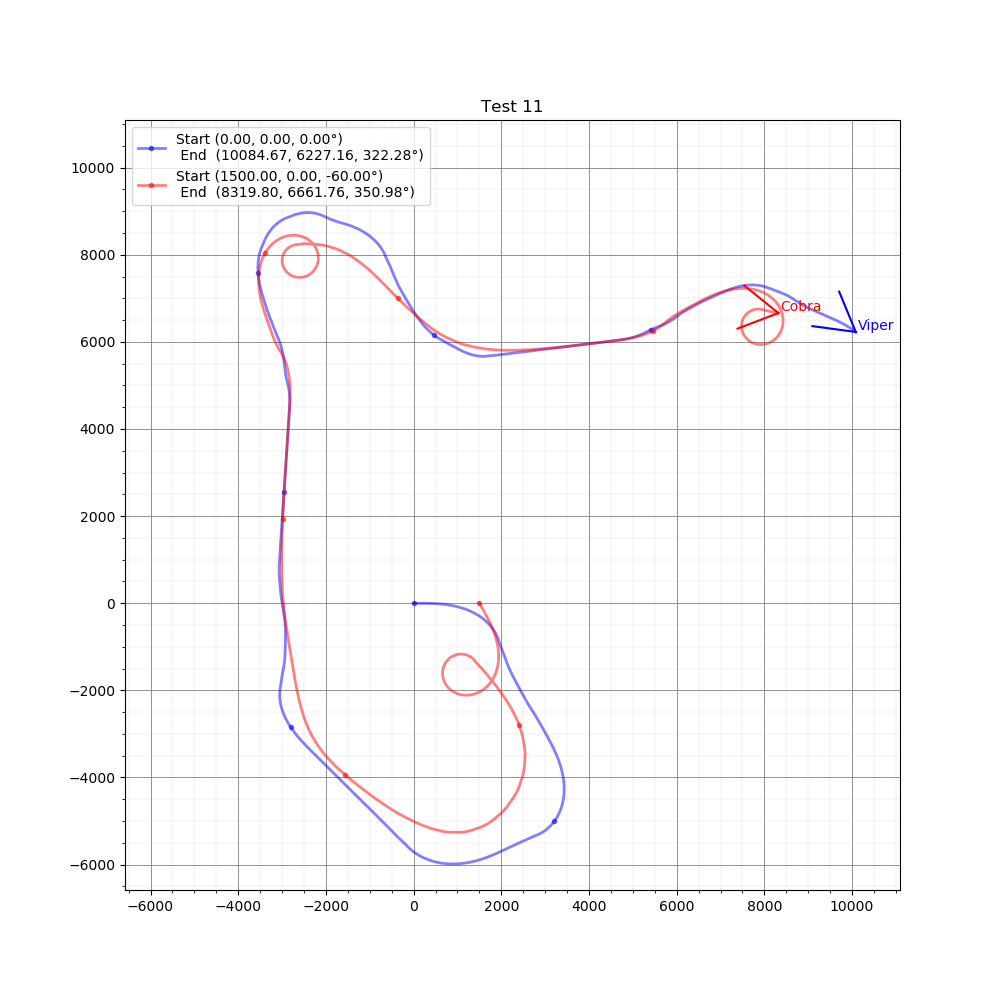 Test 11
Start (0.00, 0.00, 0.00°)
End (10084.67, 6227.16, 322.28°)
Start (1500.00, 0.00, -60.00°)
End (8319.80, 6661.76, 350.98°)
10000
8000
6000
4000
2000
0
−2000
−4000
−6000
Cobra
Viper
−6000 −4000 −2000 0 2000 4000 6000 8000 10000